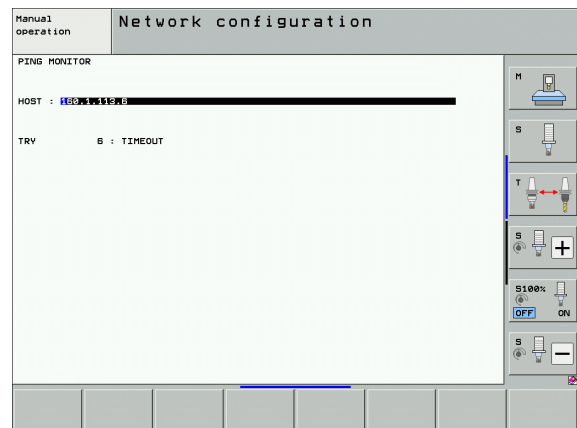 Manual
operation
Network configuration
PING MONITOR
HOST : 160.1.113.6
TRY 6 : TIMEOUT
M
S
T
S
+
S100%
OFF ON
S
−